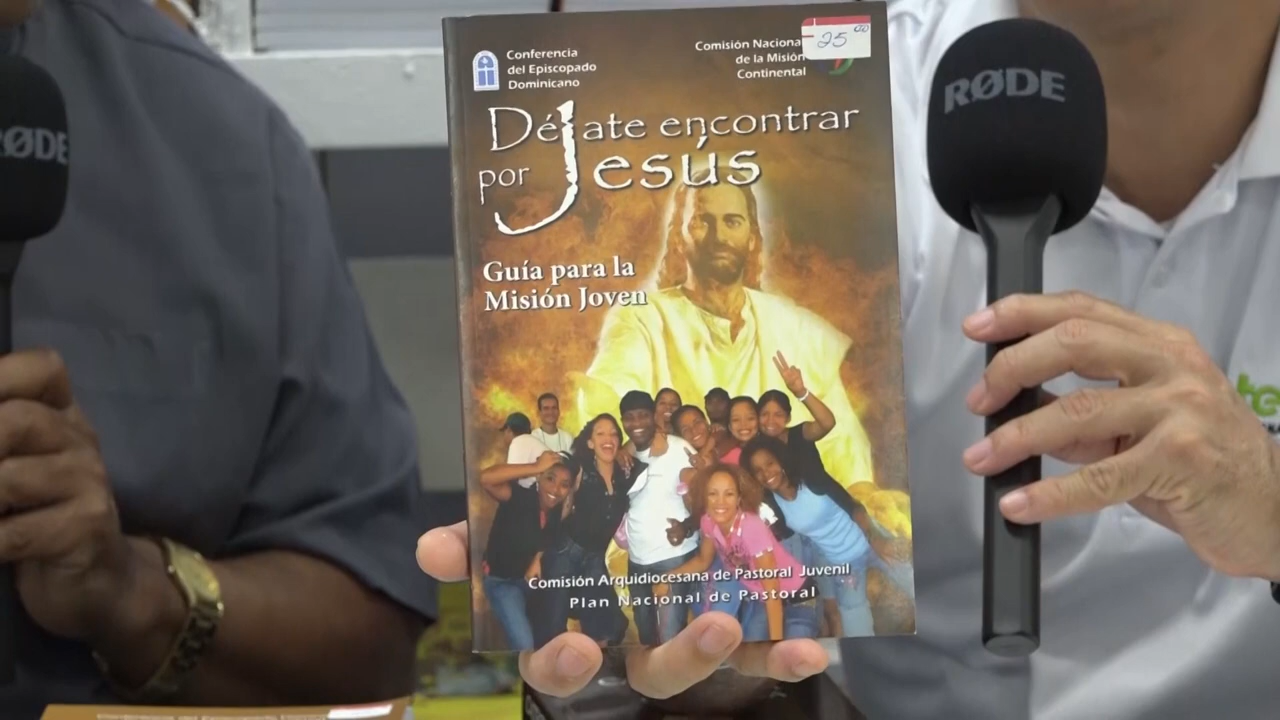 Conferencia
del Episcopado
Dominicano
Comisión Nacional
de la Misión
Continental
25 00
Déjate encontrar
por Jesús
Guía para la
Misión Joven
Comisión Arquidiocesana de Pastoral Juvenil
Plan Nacional de Pastoral
RØDE
RØDE